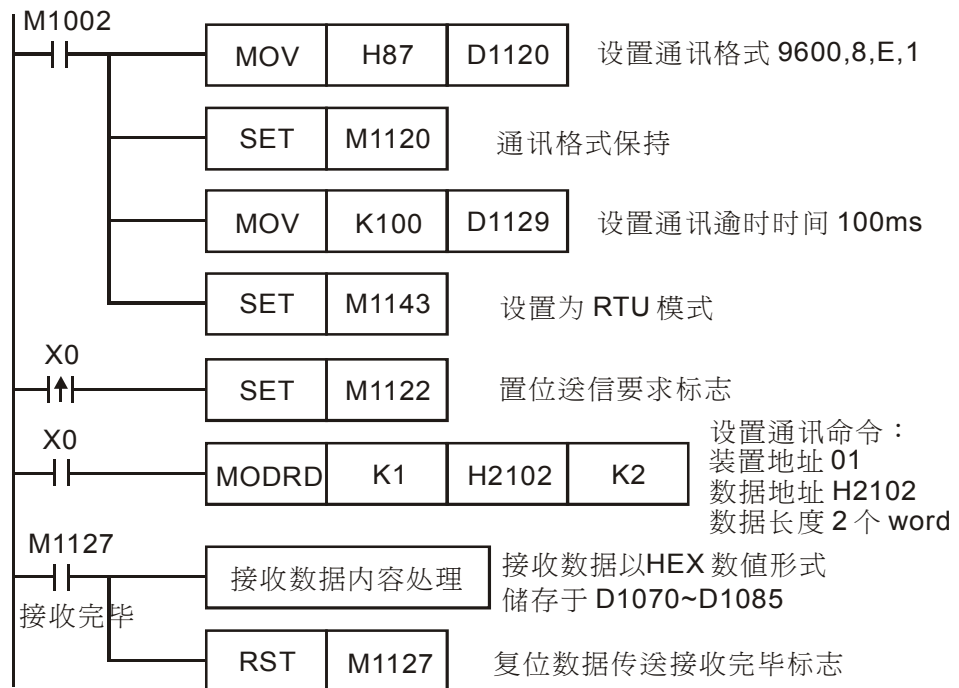 M1002
MOV H87 D1120 设置通讯格式 9600,8,E,1
SET M1120 通讯格式保持
MOV K100 D1129 设置通讯逾时时间 100ms
SET M1143 设置为 RTU 模式
X0
SET M1122 置位送信要求标志
X0
设置通讯命令：
装置地址 01
MODRD K1 H2102 K2
数据地址 H2102
数据长度 2 个 word
M1127
接收数据内容处理
接收数据以HEX 数值形式
储存于 D1070~D1085
接收完毕
RST M1127 复位数据传送接收完毕标志